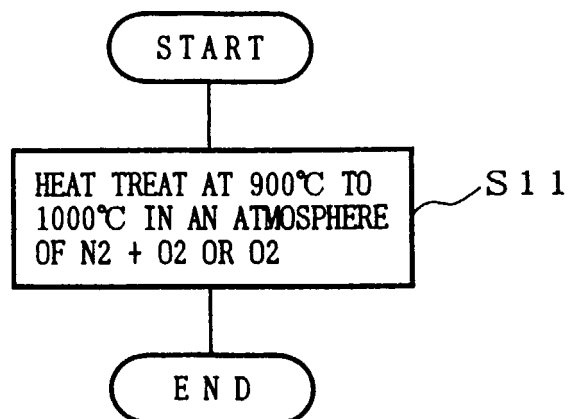 START
HEAT TREAT AT 900℃ TO
1000℃ IN AN ATMOSPHERE
OF N2 + O2 OR O2
S11
END